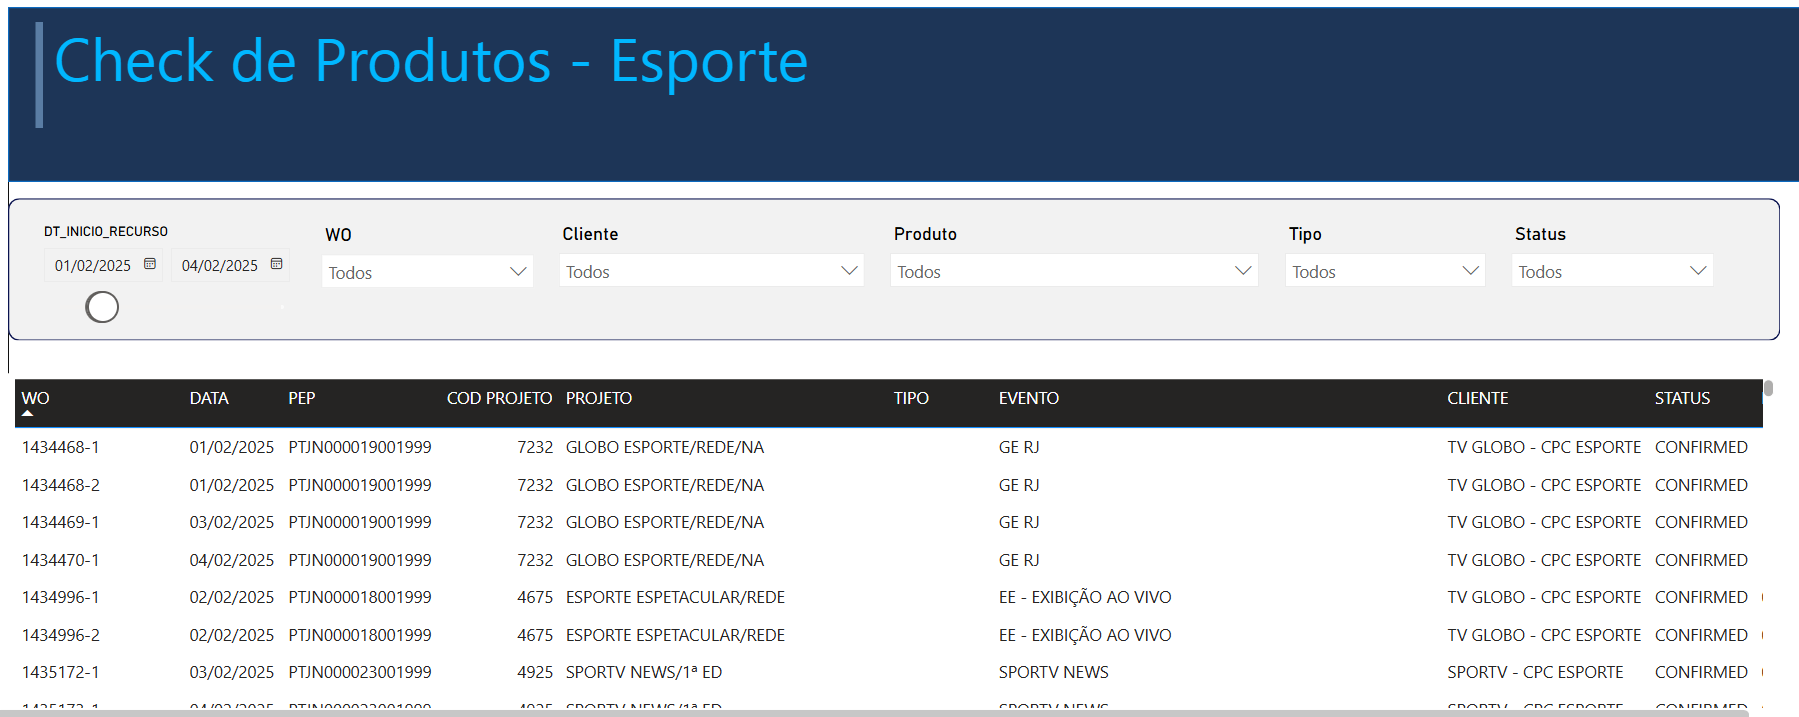 Check de Produtos - Esporte
DT_INICIO_RECURSO WO Cliente Produto Tipo Status
01/02/2025 04/02/2025 Todos Todos Todos Todos Todos
WO DATA PEP COD PROJETO PROJETO TIPO EVENTO CLIENTE STATUS
1434468-1 01/02/2025 PTJN000019001999 7232 GLOBO ESPORTE/REDE/NA GE RJ TV GLOBO - CPC ESPORTE CONFIRMED
1434468-2 01/02/2025 PTJN000019001999 7232 GLOBO ESPORTE/REDE/NA GE RJ TV GLOBO - CPC ESPORTE CONFIRMED
1434469-1 03/02/2025 PTJN000019001999 7232 GLOBO ESPORTE/REDE/NA GE RJ TV GLOBO - CPC ESPORTE CONFIRMED
1434470-1 04/02/2025 PTJN000019001999 7232 GLOBO ESPORTE/REDE/NA GE RJ TV GLOBO - CPC ESPORTE CONFIRMED
1434996-1 02/02/2025 PTJN000018001999 4675 ESPORTE ESPETACULAR/REDE EE - EXIBIÇÃO AO VIVO TV GLOBO - CPC ESPORTE CONFIRMED
1434996-2 02/02/2025 PTJN000018001999 4675 ESPORTE ESPETACULAR/REDE EE - EXIBIÇÃO AO VIVO TV GLOBO - CPC ESPORTE CONFIRMED
1435172-1 03/02/2025 PTJN000023001999 4925 SPORTV NEWS/1ª ED SPORTV NEWS SPORTV - CPC ESPORTE CONFIRMED